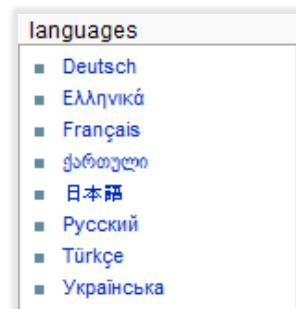 languages
Deutsch
Ελληνικά
Français
ქართული
日本語
Русский
Türkçe
Українська